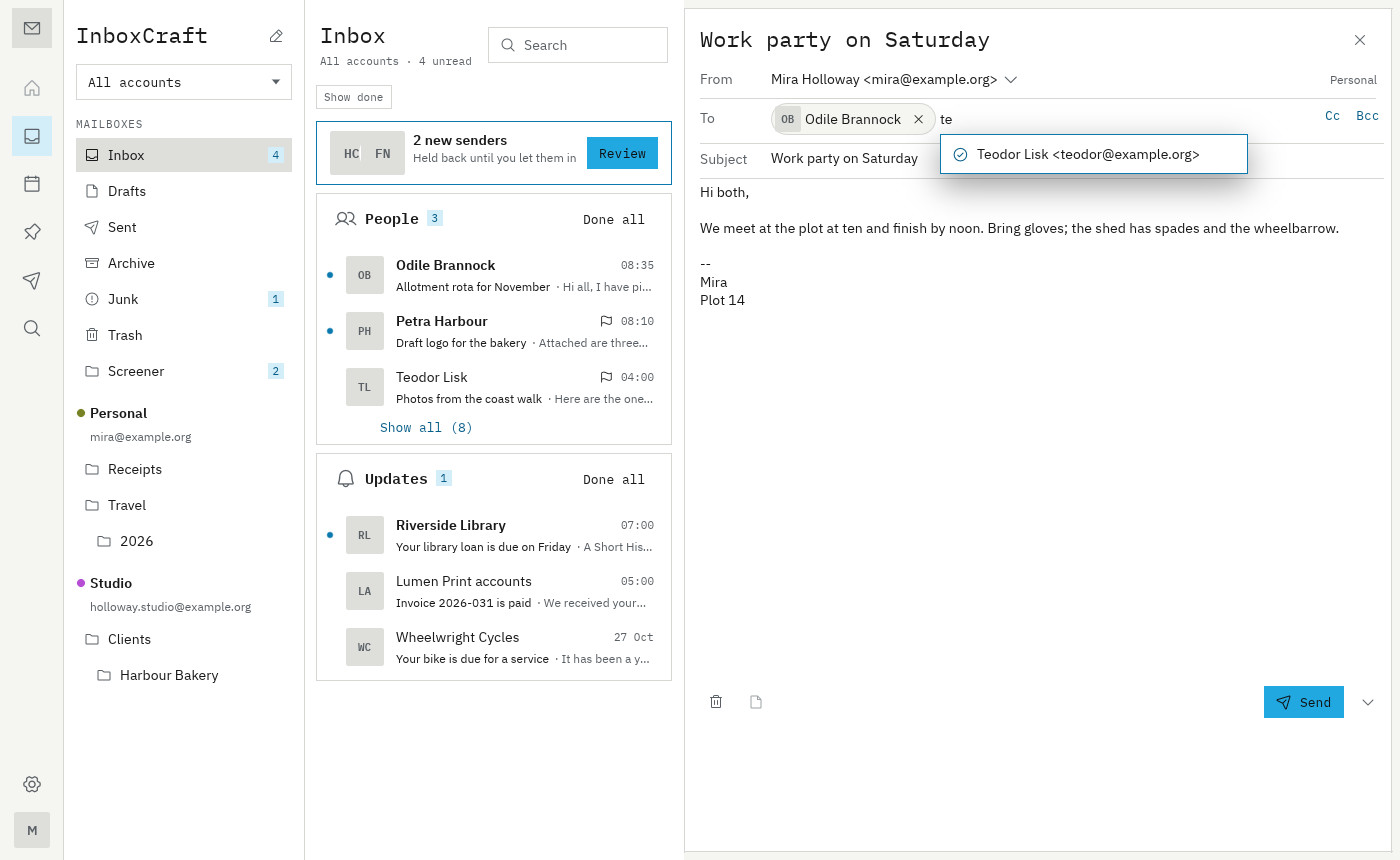 InboxCraft
All accounts
MAILBOXES
Inbox 4
Drafts
Sent
Archive
Junk 1
Trash
Screener 2
Personal
mira@example.org
Receipts
Travel
2026
Studio
holloway.studio@example.org
Clients
Harbour Bakery
M
Inbox
All accounts · 4 unread
Search
Show done
HC FN
2 new senders
Held back until you let them in
Review
People 3
Done all
OB
Odile Brannock 08:35
Allotment rota for November · Hi all, I have pi…
PH
Petra Harbour 08:10
Draft logo for the bakery · Attached are three…
TL
Teodor Lisk 04:00
Photos from the coast walk · Here are the one…
Show all (8)
Updates 1
Done all
RL
Riverside Library 07:00
Your library loan is due on Friday · A Short His…
LA
Lumen Print accounts 05:00
Invoice 2026-031 is paid · We received your…
WC
Wheelwright Cycles 27 Oct
Your bike is due for a service · It has been a y…
Work party on Saturday
From Mira Holloway <mira@example.org> Personal
To OB Odile Brannock te Cc Bcc
Teodor Lisk <teodor@example.org>
Subject Work party on Saturday
Hi both,
We meet at the plot at ten and finish by noon. Bring gloves; the shed has spades and the wheelbarrow.
--
Mira
Plot 14
Send